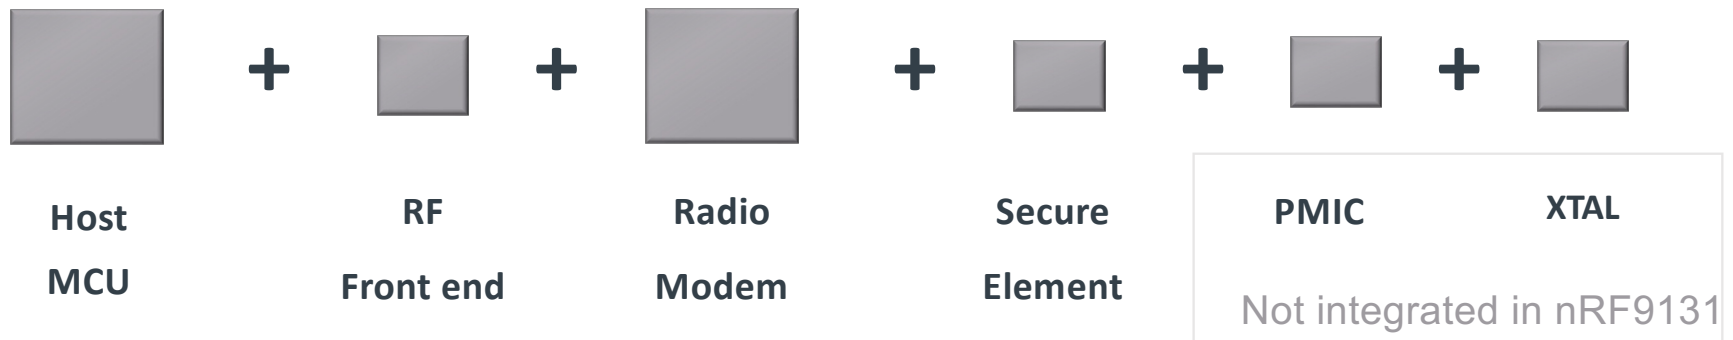 + + + + +
Host
MCU
RF
Front end
Radio
Modem
Secure
Element
PMIC
XTAL
Not integrated in nRF9131